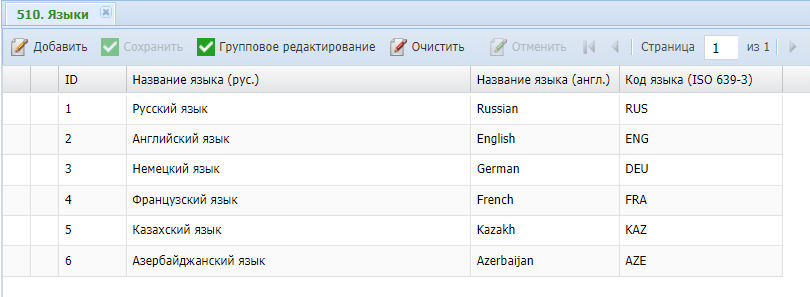 510. Языки
Добавить Сохранить Групповое редактирование Очистить Отменить Страница 1 из 1
ID Название языка (рус.) Название языка (англ.) Код языка (ISO 639-3)
1 Русский язык Russian RUS
2 Английский язык English ENG
3 Немецкий язык German DEU
4 Французский язык French FRA
5 Казахский язык Kazakh KAZ
6 Азербайджанский язык Azerbaijan AZE